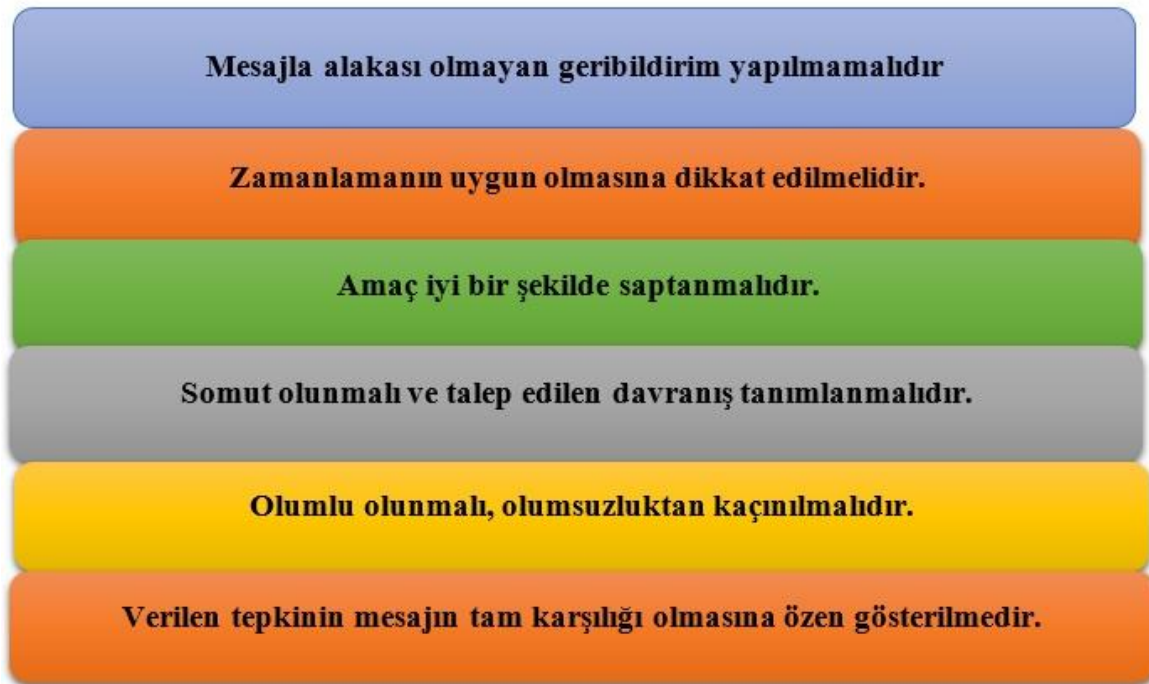 Mesajla alakası olmayan geribildirim yapılmamalıdır
Zamanlamanın uygun olmasına dikkat edilmelidir.
Amaç iyi bir şekilde saptanmalıdır.
Somut olunmalı ve talep edilen davranış tanımlanmalıdır.
Olumlu olunmalı, olumsuzluktan kaçınılmalıdır.
Verilen tepkinin mesajın tam karşılığı olmasına özen gösterilmedir.